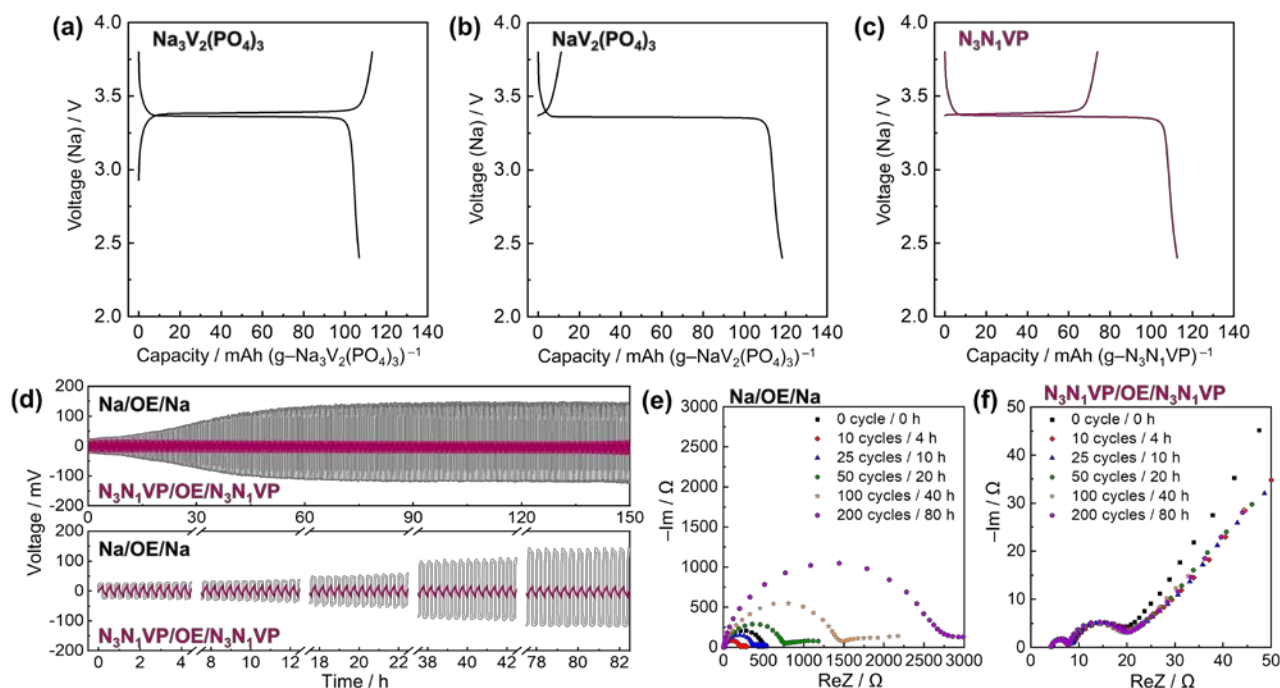 (a)
Na₃V₂(PO₄)₃
4.0
3.5
3.0
2.5
2.0
Voltage (Na) / V
0 20 40 60 80 100 120 140
Capacity / mAh (g–Na₃V₂(PO₄)₃)⁻¹
(b)
NaV₂(PO₄)₃
4.0
3.5
3.0
2.5
2.0
Voltage (Na) / V
0 20 40 60 80 100 120 140
Capacity / mAh (g–NaV₂(PO₄)₃)⁻¹
(c)
N₃N₁VP
4.0
3.5
3.0
2.5
2.0
Voltage (Na) / V
0 20 40 60 80 100 120 140
Capacity / mAh (g–N₃N₁VP)⁻¹
(d)
Voltage / mV
200
100
0
-100
-200
Na/OE/Na
N₃N₁VP/OE/N₃N₁VP
0 30 60 90 120 150
200
100
0
-100
-200
Na/OE/Na
N₃N₁VP/OE/N₃N₁VP
0 2 4 8 10 12 18 20 22 38 40 42 78 80 82
Time / h
(e)
Na/OE/Na
3000
2500
2000
1500
1000
500
0
–Im / Ω
0 cycle / 0 h
10 cycles / 4 h
25 cycles / 10 h
50 cycles / 20 h
100 cycles / 40 h
200 cycles / 80 h
0 500 1000 1500 2000 2500 3000
ReZ / Ω
(f)
N₃N₁VP/OE/N₃N₁VP
50
40
30
20
10
0
–Im / Ω
0 cycle / 0 h
10 cycles / 4 h
25 cycles / 10 h
50 cycles / 20 h
100 cycles / 40 h
200 cycles / 80 h
0 10 20 30 40 50
ReZ / Ω